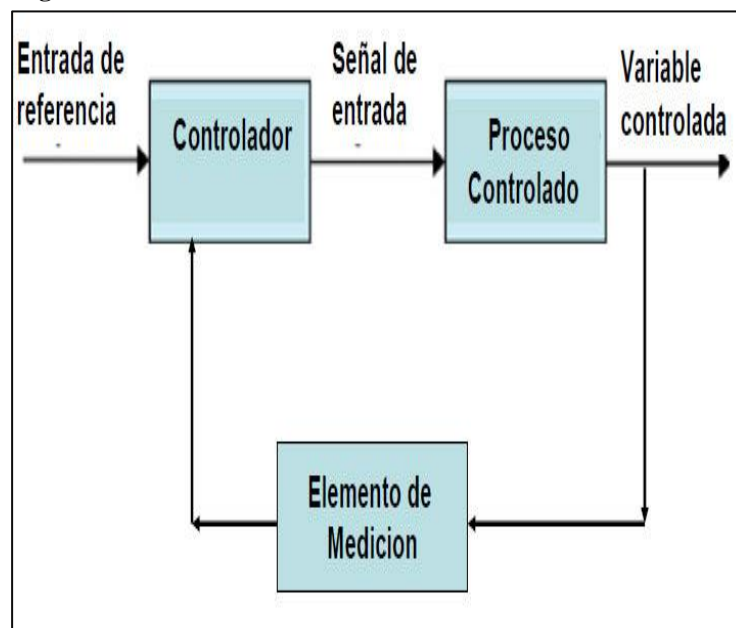 Entrada de
referencia
Controlador
Señal de
entrada
Proceso
Controlado
Variable
controlada
Elemento de
Medicion